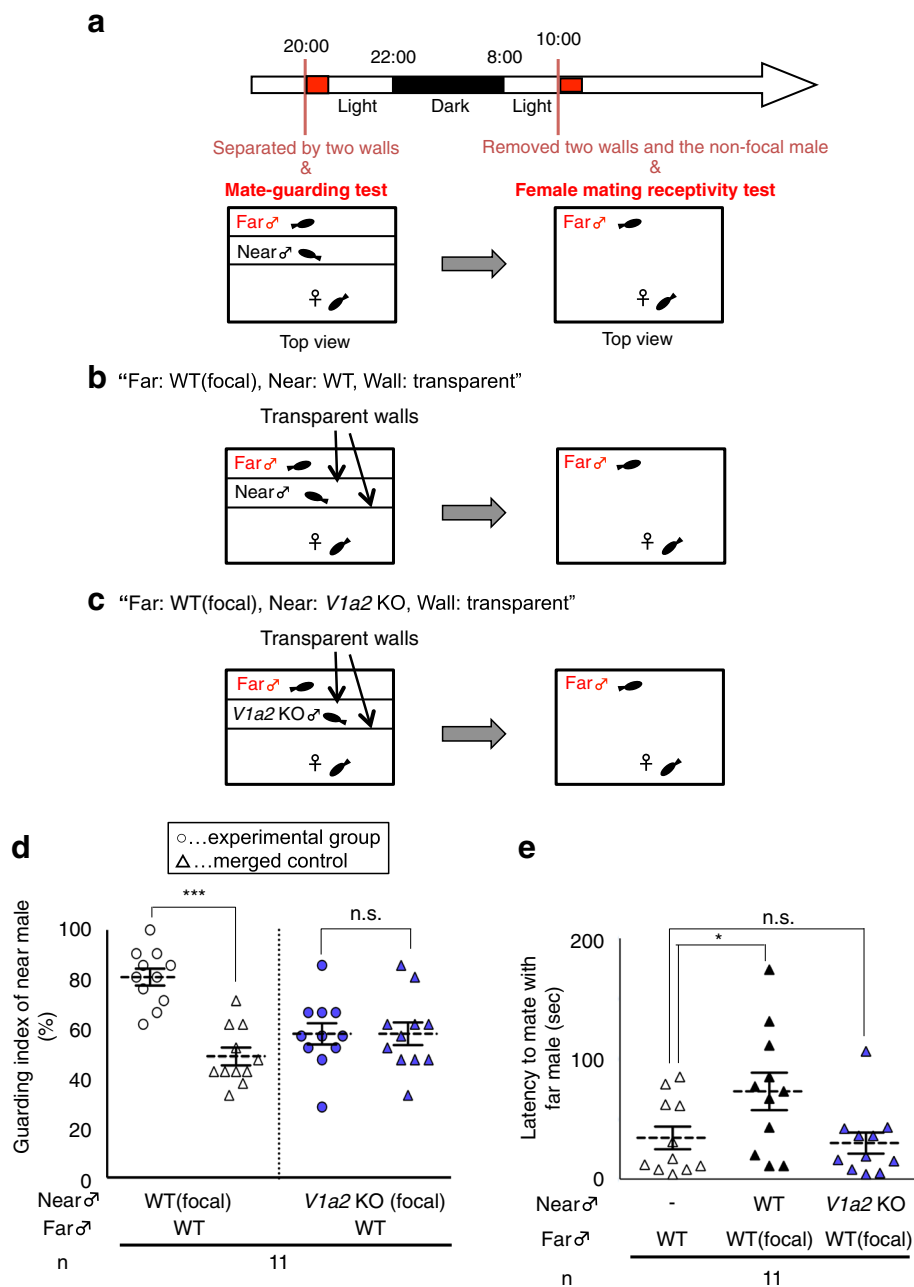 a
20:00 22:00 8:00 10:00
Light Dark Light
Separated by two walls
&
Mate-guarding test
Removed two walls and the non-focal male
&
Female mating receptivity test
Far♂
Near♂
♀
Top view
Far♂
♀
Top view
b "Far: WT(focal), Near: WT, Wall: transparent"
Transparent walls
Far♂
Near♂
♀
Far♂
♀
c "Far: WT(focal), Near: V1a2 KO, Wall: transparent"
Transparent walls
Far♂
V1a2 KO♂
♀
Far♂
♀
d
○…experimental group
△…merged control
***
n.s.
Guarding index of near male
(%)
100
80
60
40
20
0
Near♂ WT(focal) V1a2 KO (focal)
Far♂ WT WT
n 11
e
n.s.
*
Latency to mate with
far male (sec)
200
100
0
Near♂ - WT V1a2 KO
Far♂ WT WT(focal) WT(focal)
n 11